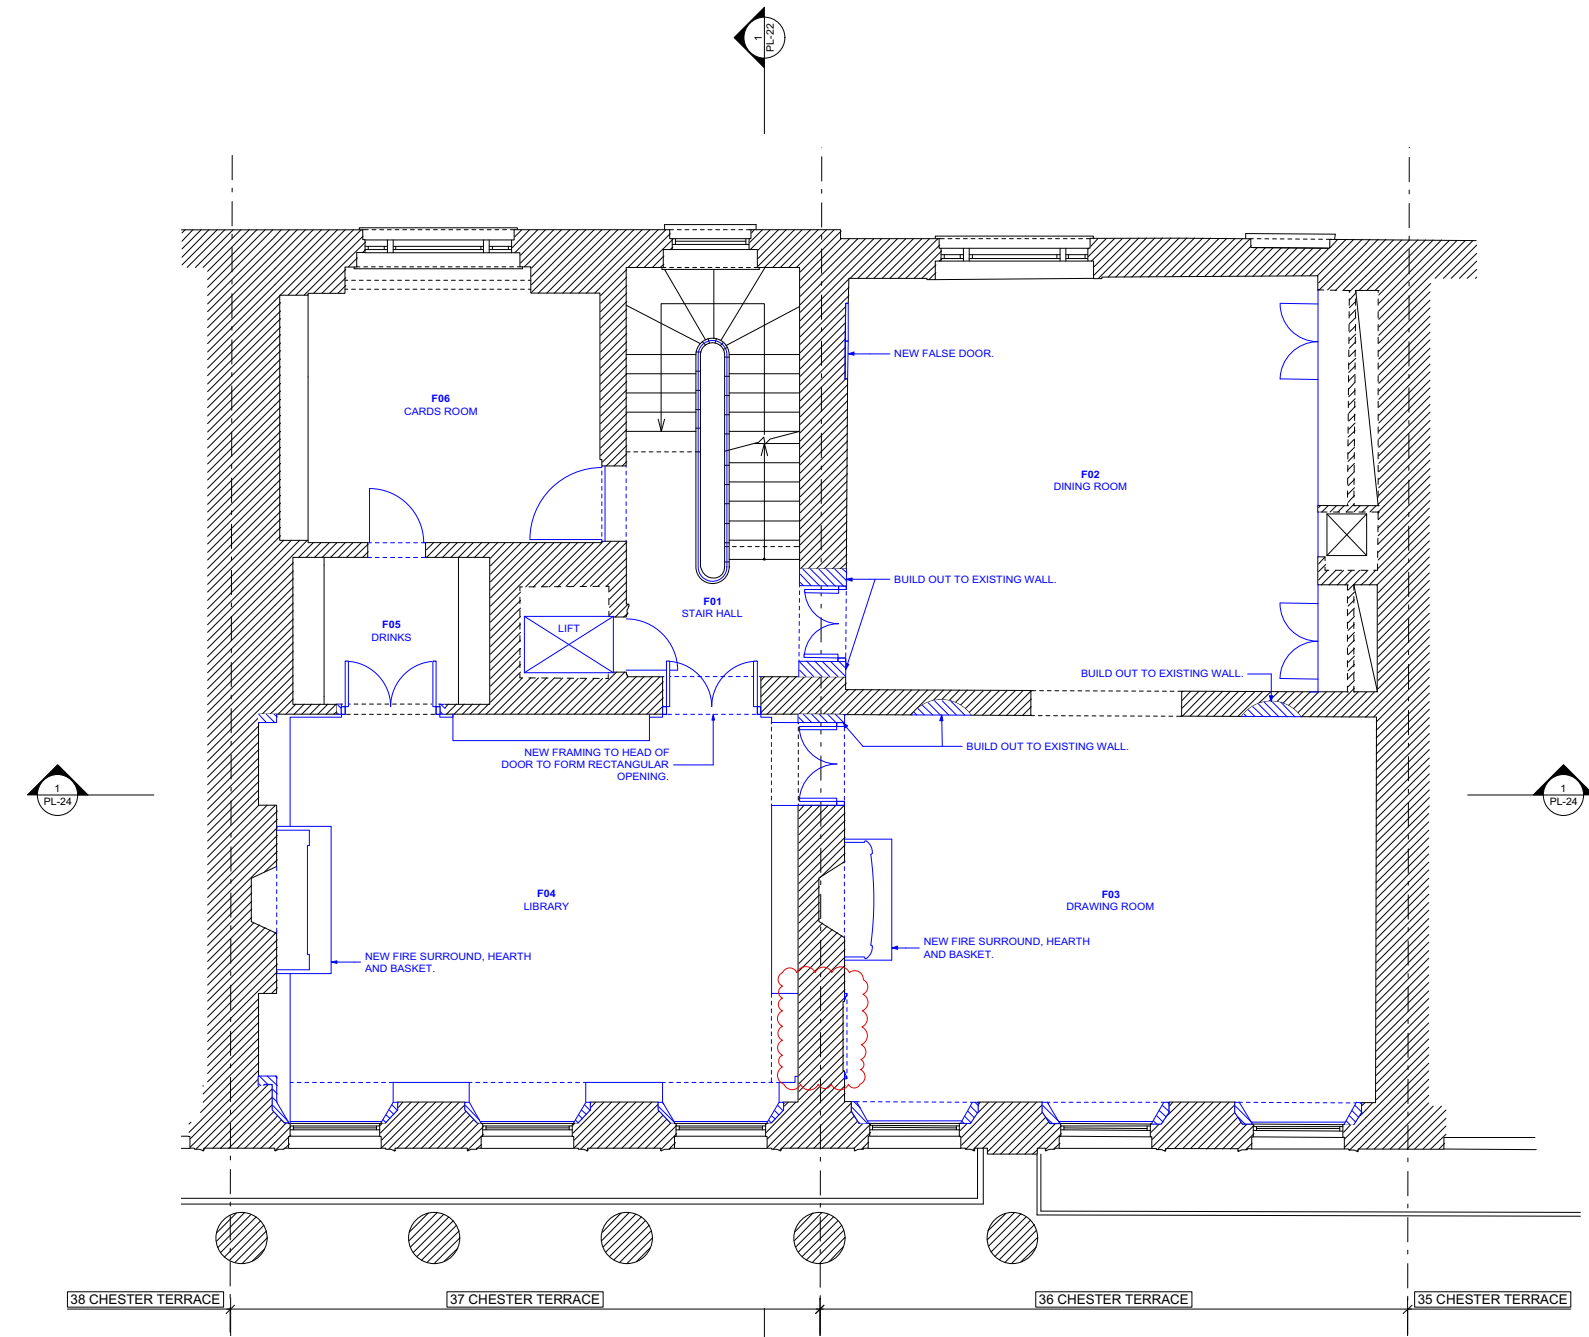 1
PL-22
NEW FALSE DOOR.
F06
CARDS ROOM
F02
DINING ROOM
BUILD OUT TO EXISTING WALL.
F01
STAIR HALL
LIFT
F05
DRINKS
BUILD OUT TO EXISTING WALL.
NEW FRAMING TO HEAD OF
DOOR TO FORM RECTANGULAR
OPENING.
BUILD OUT TO EXISTING WALL.
1
PL-24
1
PL-24
F04
LIBRARY
F03
DRAWING ROOM
NEW FIRE SURROUND, HEARTH
AND BASKET.
NEW FIRE SURROUND, HEARTH
AND BASKET.
38 CHESTER TERRACE
37 CHESTER TERRACE
36 CHESTER TERRACE
35 CHESTER TERRACE